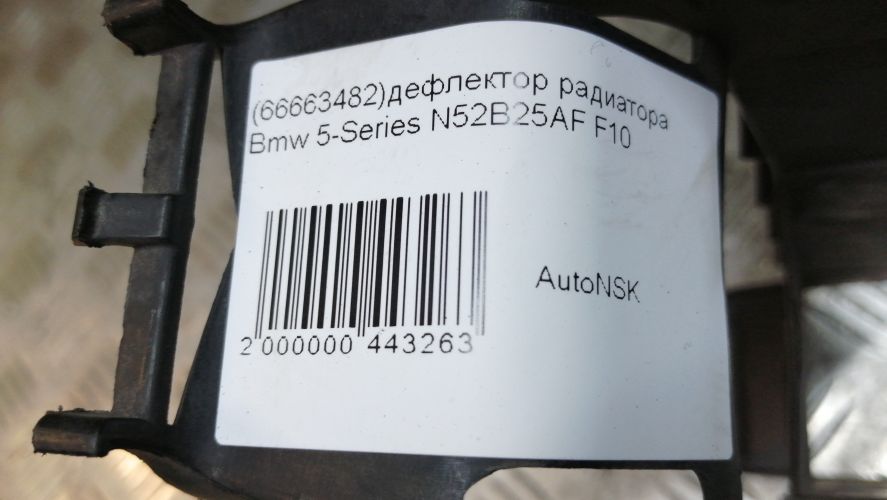 (66663482)дефлектор радиатора
Bmw 5-Series N52B25AF F10
AutoNSK
2 000000 443263